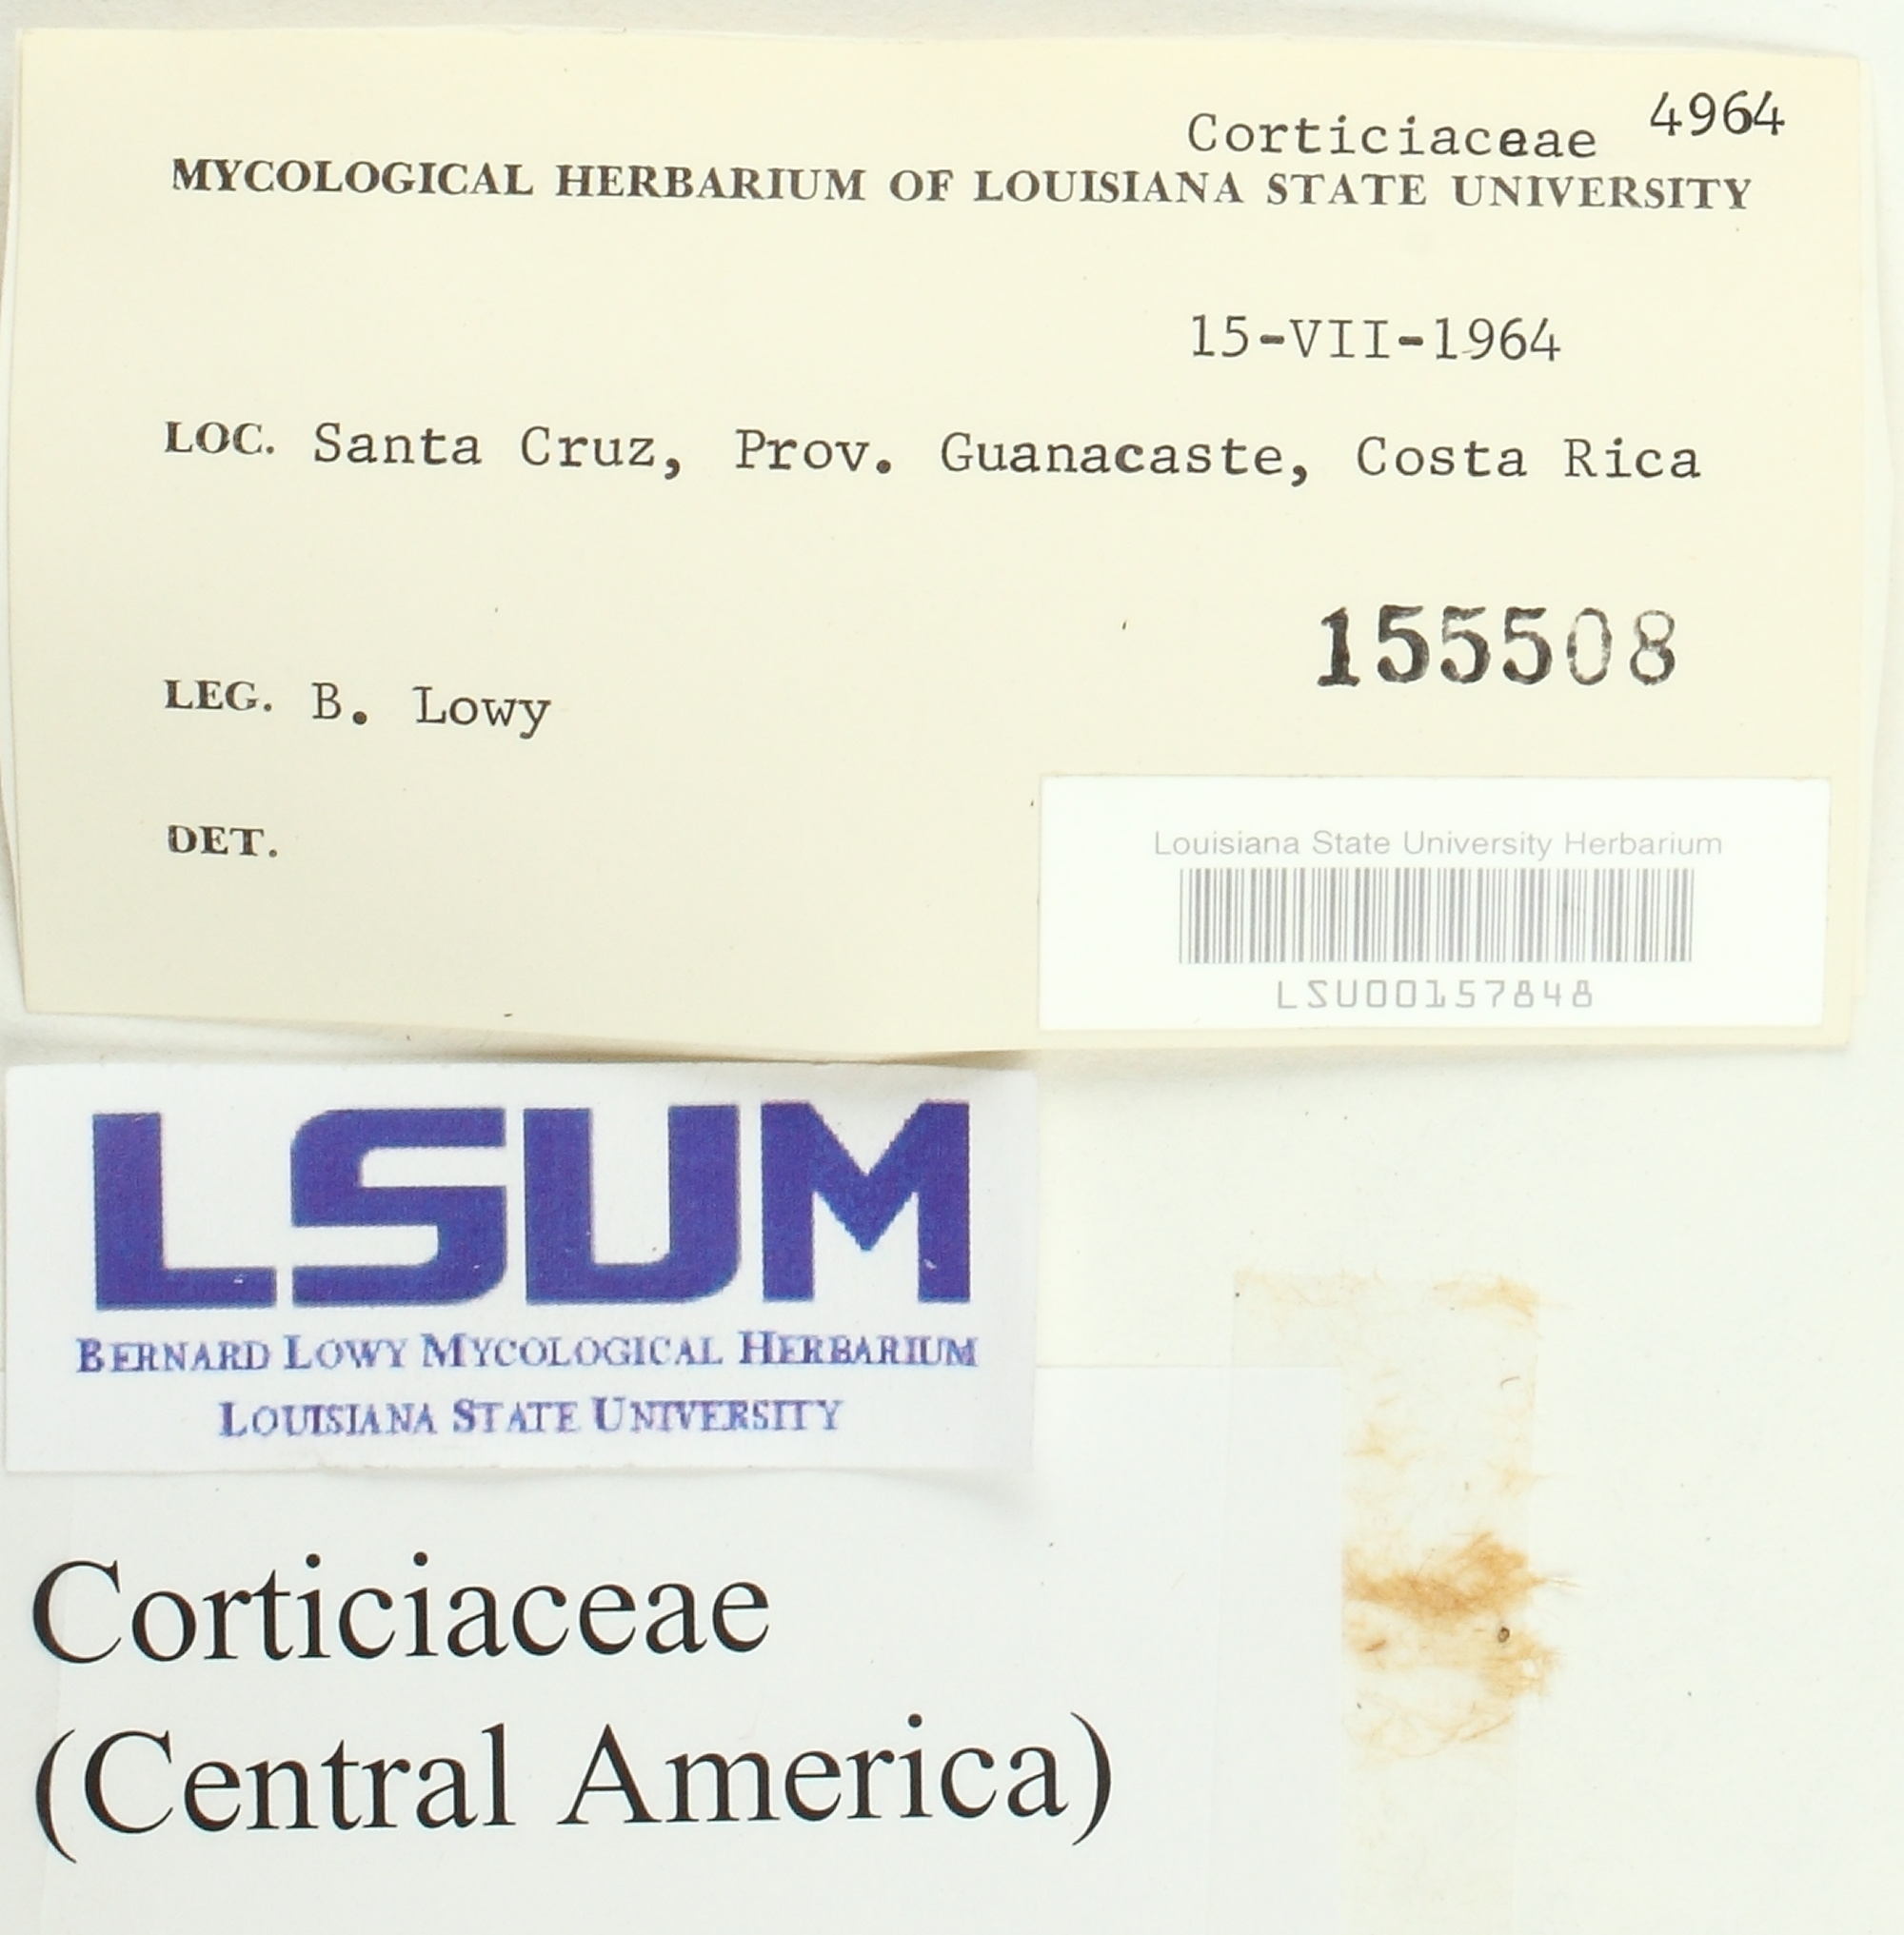 Corticiaceae 4964
MYCOLOGICAL HERBARIUM OF LOUISIANA STATE UNIVERSITY
15-VII-1964
LOC. Santa Cruz, Prov. Guanacaste, Costa Rica
155508
LEG. B. Lowy
DET.
Louisiana State University Herbarium
LSU00157848
LSUM
BERNARD LOWY MYCOLOGICAL HERBARIUM
LOUISIANA STATE UNIVERSITY
Corticiaceae
(Central America)